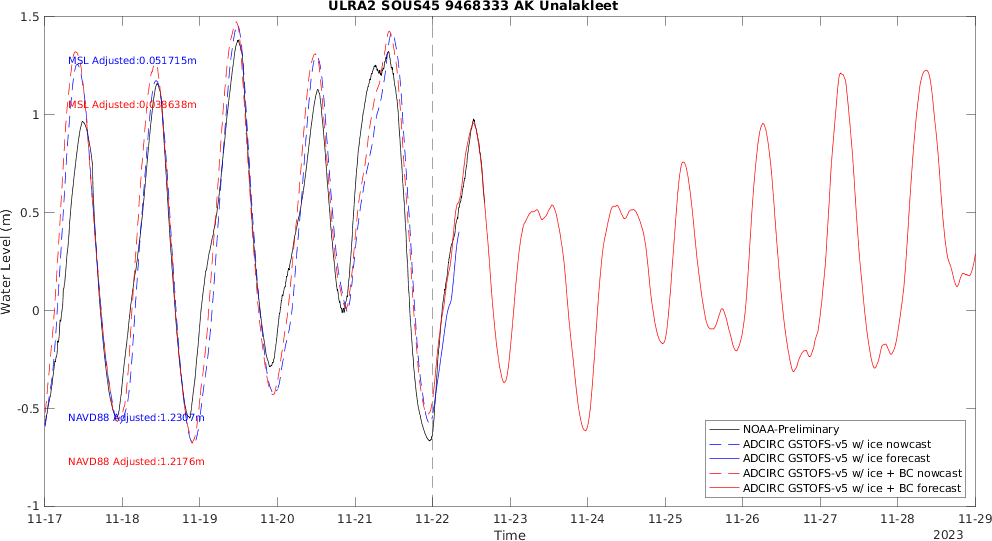 ULRA2 SOUS45 9468333 AK Unalakleet
1.5
1
0.5
0
-0.5
-1
Water Level (m)
MSL Adjusted:0.051715m
MSL Adjusted:0.038638m
NAVD88 Adjusted:1.2307m
NAVD88 Adjusted:1.2176m
NOAA-Preliminary
ADCIRC GSTOFS-v5 w/ ice nowcast
ADCIRC GSTOFS-v5 w/ ice forecast
ADCIRC GSTOFS-v5 w/ ice + BC nowcast
ADCIRC GSTOFS-v5 w/ ice + BC forecast
11-17 11-18 11-19 11-20 11-21 11-22 11-23 11-24 11-25 11-26 11-27 11-28 11-29
Time
2023